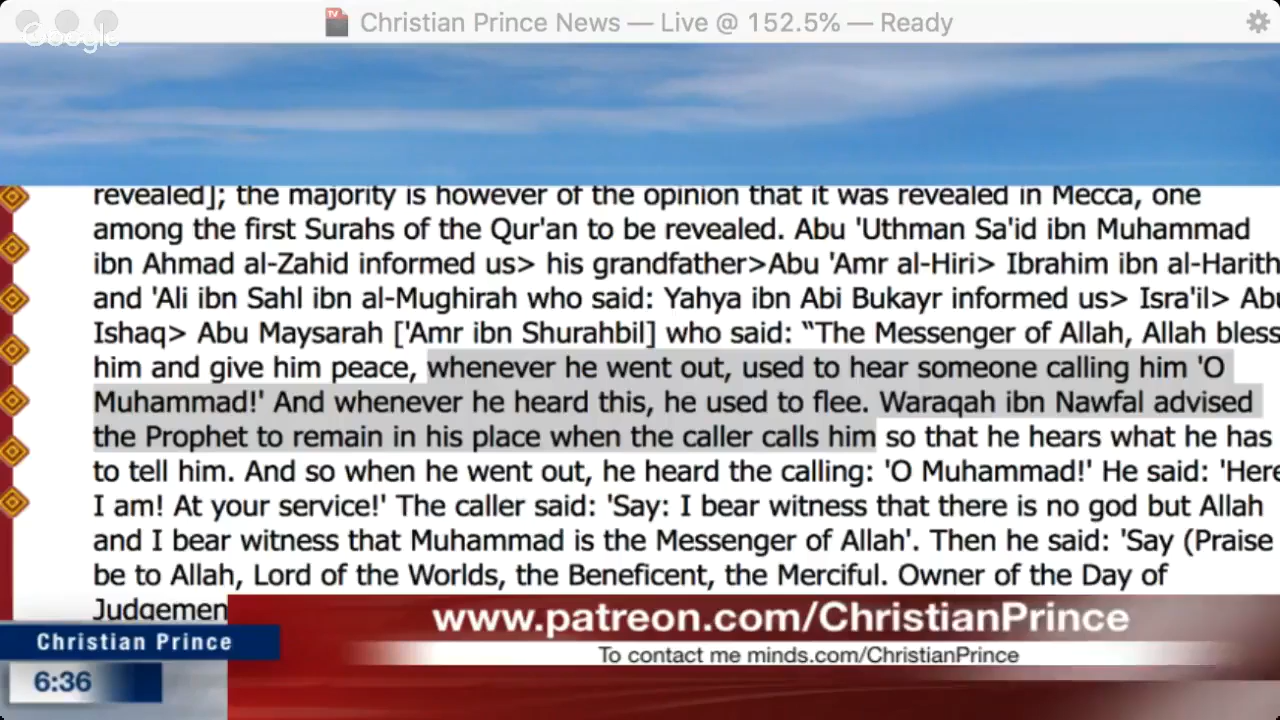 Christian Prince News — Live @ 152.5% — Ready
Google
revealed]; the majority is however of the opinion that it was revealed in Mecca, one
among the first Surahs of the Qur'an to be revealed. Abu 'Uthman Sa'id ibn Muhammad
ibn Ahmad al-Zahid informed us> his grandfather>Abu 'Amr al-Hiri> Ibrahim ibn al-Harith
and 'Ali ibn Sahl ibn al-Mughirah who said: Yahya ibn Abi Bukayr informed us> Isra'il> Abu
Ishaq> Abu Maysarah ['Amr ibn Shurahbil] who said: “The Messenger of Allah, Allah bless
him and give him peace, whenever he went out, used to hear someone calling him 'O
Muhammad!' And whenever he heard this, he used to flee. Waraqah ibn Nawfal advised
the Prophet to remain in his place when the caller calls him so that he hears what he has
to tell him. And so when he went out, he heard the calling: 'O Muhammad!' He said: 'Here
I am! At your service!' The caller said: 'Say: I bear witness that there is no god but Allah
and I bear witness that Muhammad is the Messenger of Allah'. Then he said: 'Say (Praise
be to Allah, Lord of the Worlds, the Beneficent, the Merciful. Owner of the Day of
Judgemen
www.patreon.com/ChristianPrince
To contact me minds.com/ChristianPrince
Christian Prince
6:36
TV